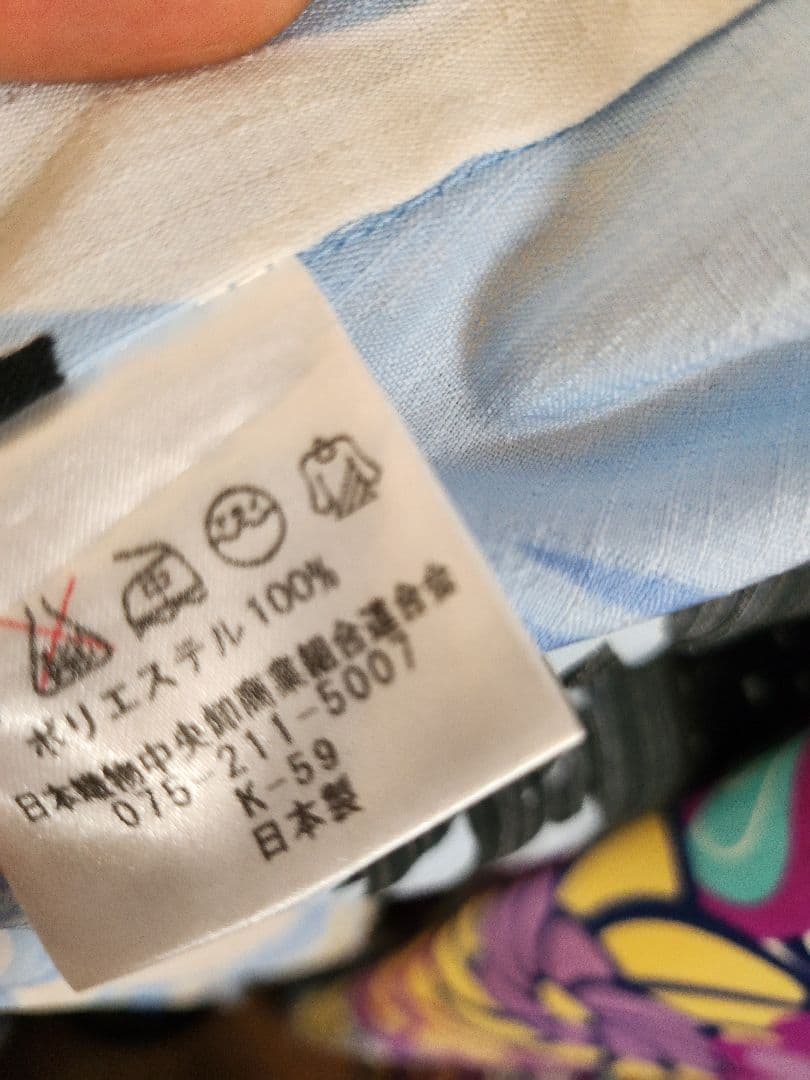 ポリエステル100%
日本織物中央卸商業組合連合会
075-211-5007
K-59
日本製